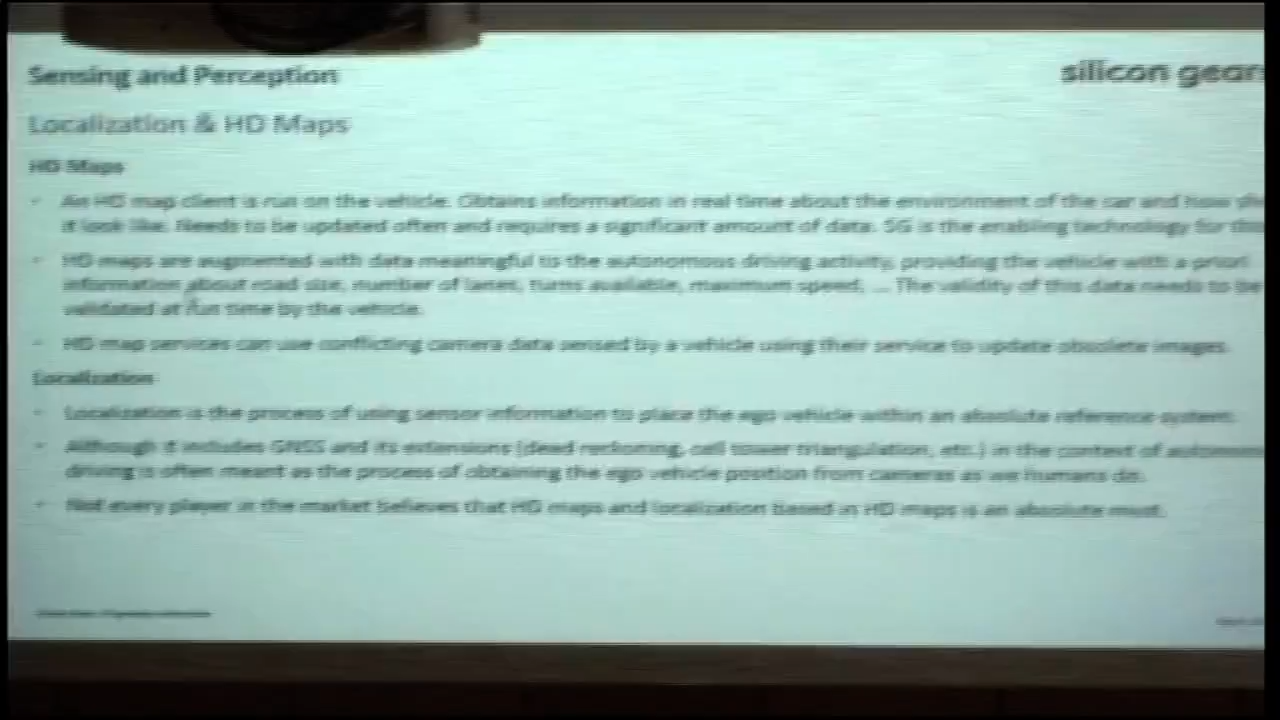 Sensing and Perception
silicon gear
Localization & HD Maps
HD Maps
An HD map client is run on the vehicle. Obtains information in real time about the environment of the car and how
it look like. Needs to be updated often and requires a significant amount of data. 5G is the enabling technology for
HD maps are augmented with data meaningful to the autonomous driving activity, providing the vehicle with a priori
information about road size, number of lanes, turns available, maximum speed, ... The validity of this data needs to be
validated at run time by the vehicle.
HD map services can use conflicting camera data sensed by a vehicle using their service to update obsolete images.
Localization
Localization is the process of using sensor information to place the ego vehicle within an absolute reference system.
Although it includes GNSS and its extensions (dead reckoning, cell tower triangulation, etc.) in the context of
driving is often meant as the process of obtaining the ego vehicle position from cameras as we humans do.
Not every player in the market believes that HD maps and localization based in HD maps is an absolute must.